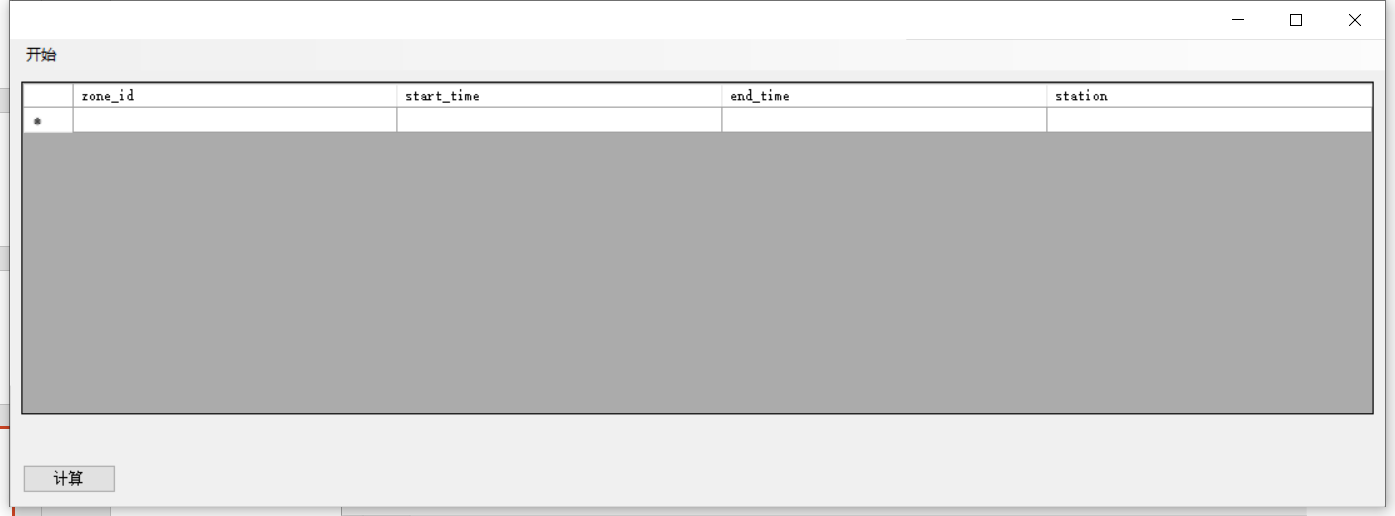 开始
zone_id start_time end_time station
计算